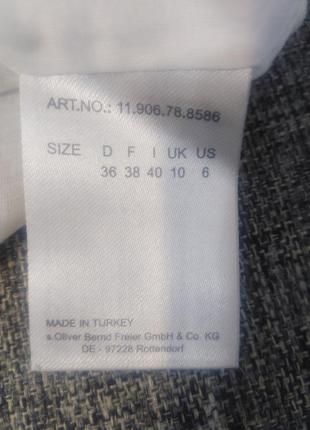 ART.NO.: 11.906.78.8586
SIZE D F I UK US
36 38 40 10 6
MADE IN TURKEY
s.Oliver Bernd Freier GmbH & Co. KG
DE - 97228 Rottendorf